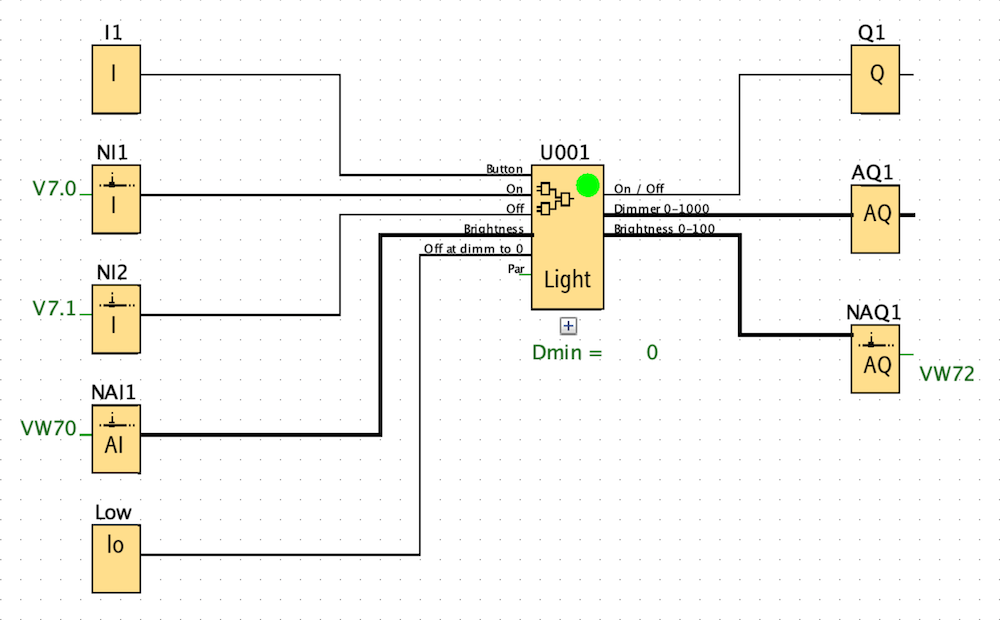 I1
I
NI1
V7.0
I
NI2
V7.1
I
NAI1
VW70
AI
Low
lo
U001
Button
On
Off
Brightness
Off at dimm to 0
Par
On / Off
Dimmer 0-1000
Brightness 0-100
Light
Dmin = 0
Q1
Q
AQ1
AQ
NAQ1
AQ
VW72